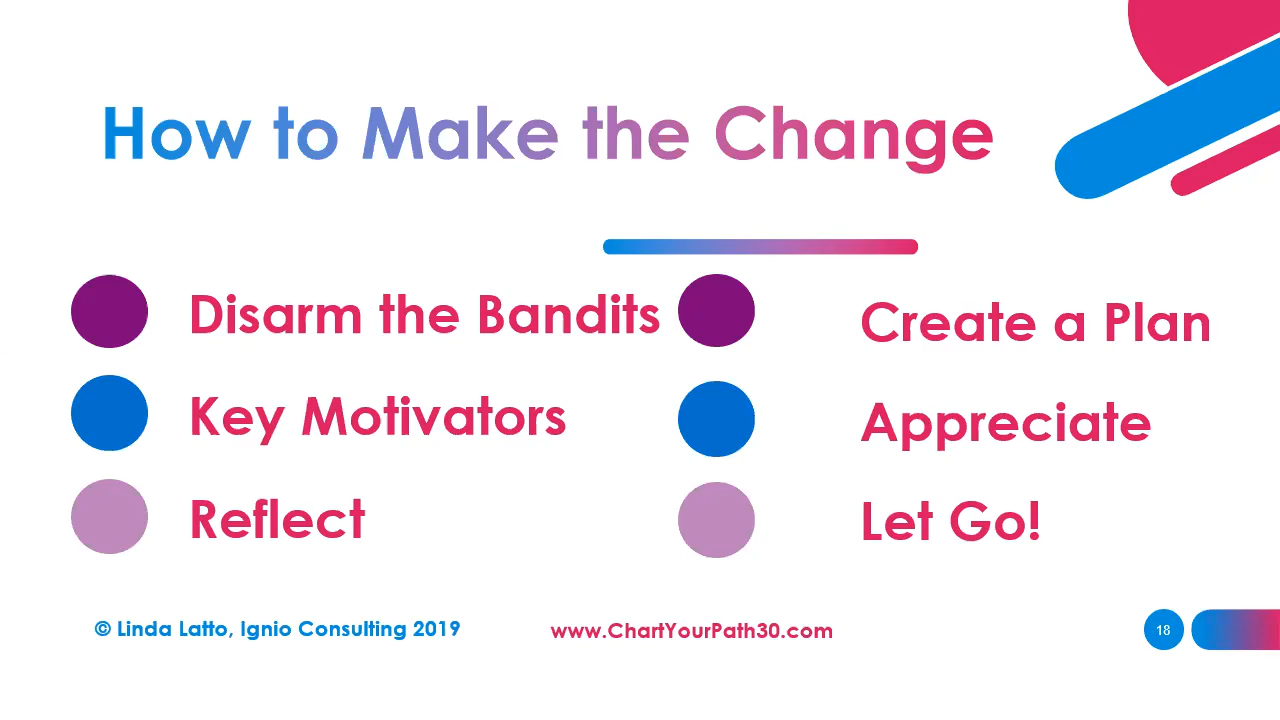 How to Make the Change
Disarm the Bandits
Key Motivators
Reflect
Create a Plan
Appreciate
Let Go!
© Linda Latto, Ignio Consulting 2019
www.ChartYourPath30.com
18